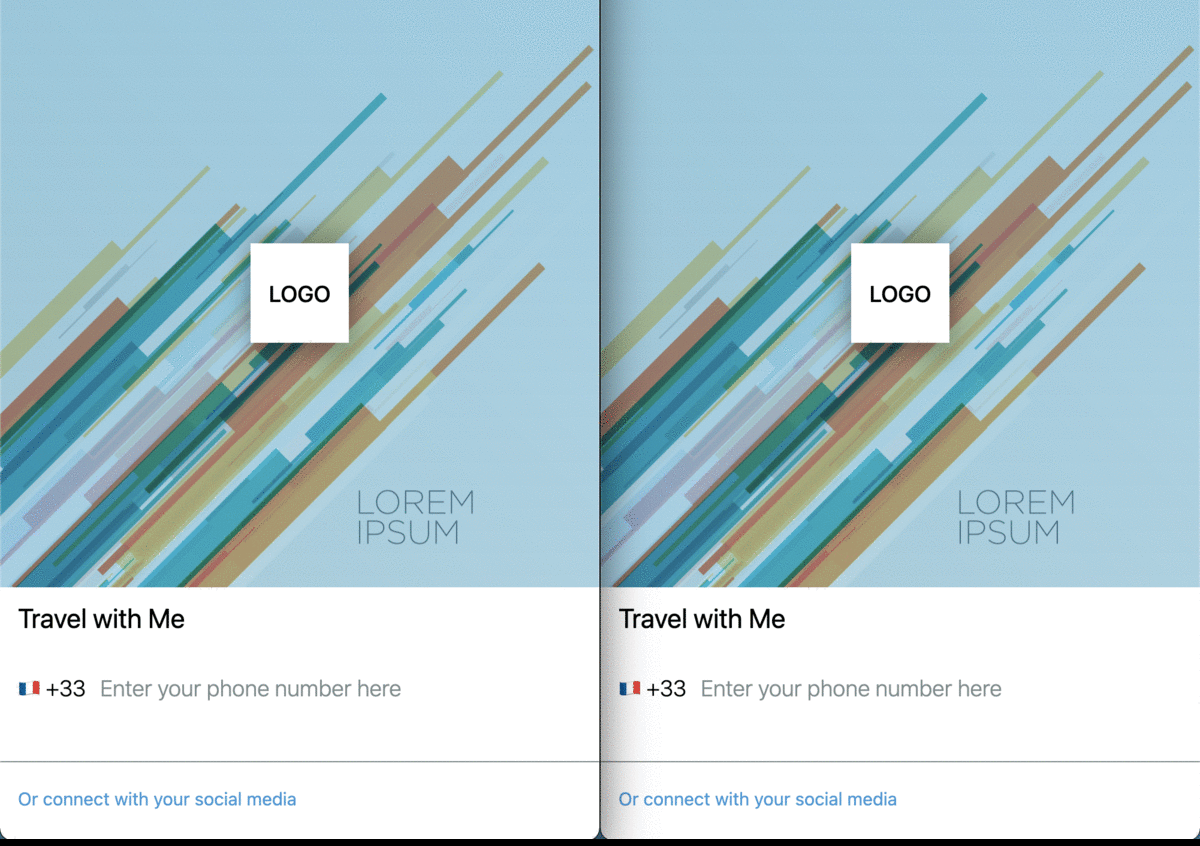 LOGO
LOREM
IPSUM
Travel with Me
🇫🇷 +33 Enter your phone number here
Or connect with your social media
LOGO
LOREM
IPSUM
Travel with Me
🇫🇷 +33 Enter your phone number here
Or connect with your social media